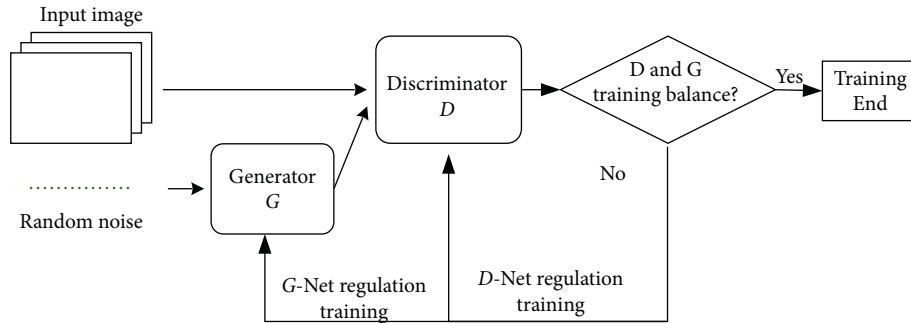 Input image
Random noise
Generator
G
Discriminator
D
D and G
training balance?
Yes
Training
End
No
G-Net regulation
training
D-Net regulation
training